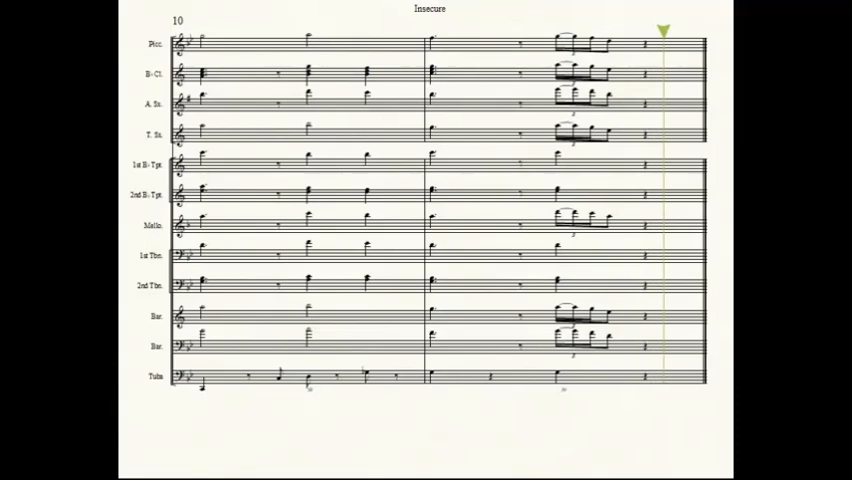 Insecure
10
Picc.
B♭ Cl.
A. Sx.
T. Sx.
1st B♭ Tpt.
2nd B♭ Tpt.
Mello.
1st Tbn.
2nd Tbn.
Bar.
Bar.
Tuba